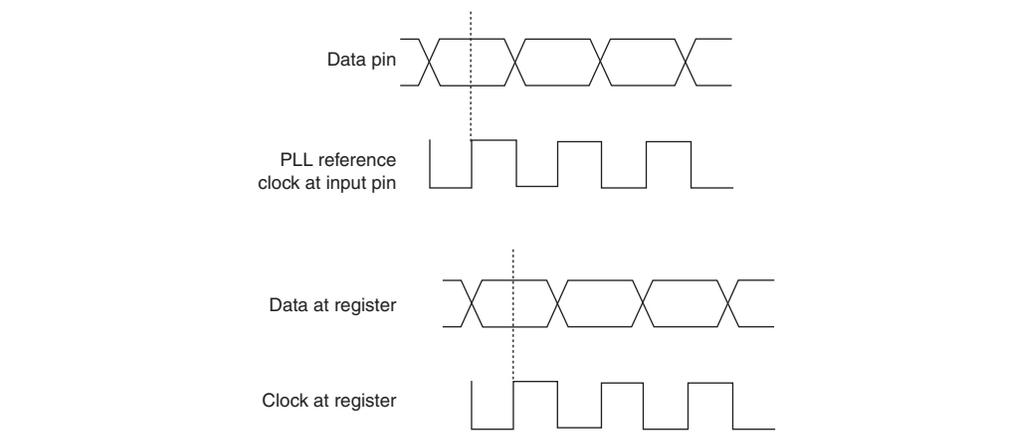 Data pin
PLL reference
clock at input pin
Data at register
Clock at register